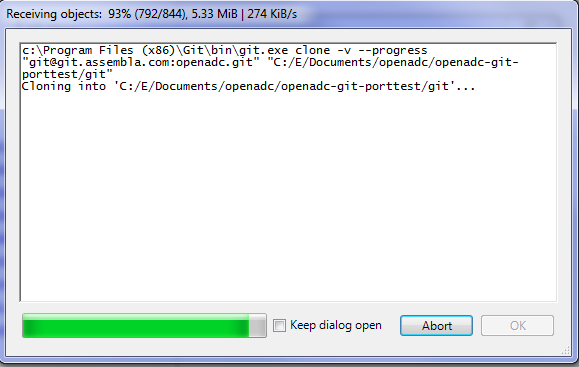 Receiving objects: 93% (792/844), 5.33 MiB | 274 KiB/s
c:\Program Files (x86)\Git\bin\git.exe clone -v --progress
"git@git.assembla.com:openadc.git" "C:/E/Documents/openadc/openadc-git-
porttest/git"
Cloning into 'C:/E/Documents/openadc/openadc-git-porttest/git'...
Keep dialog open
Abort
OK